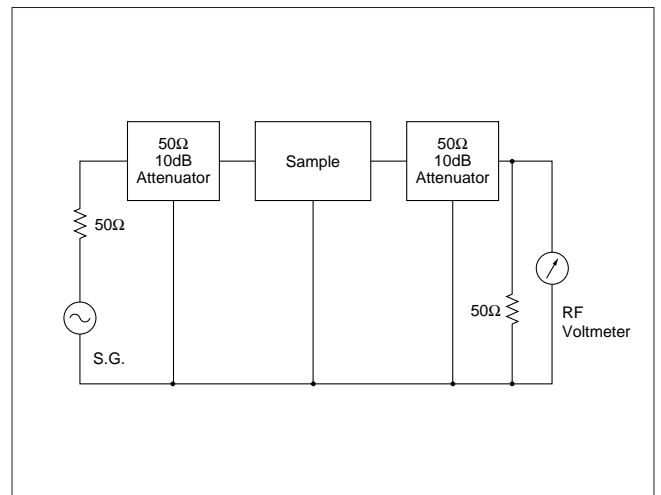 50Ω
10dB
Attenuator
Sample
50Ω
10dB
Attenuator
50Ω
50Ω
RF
Voltmeter
S.G.